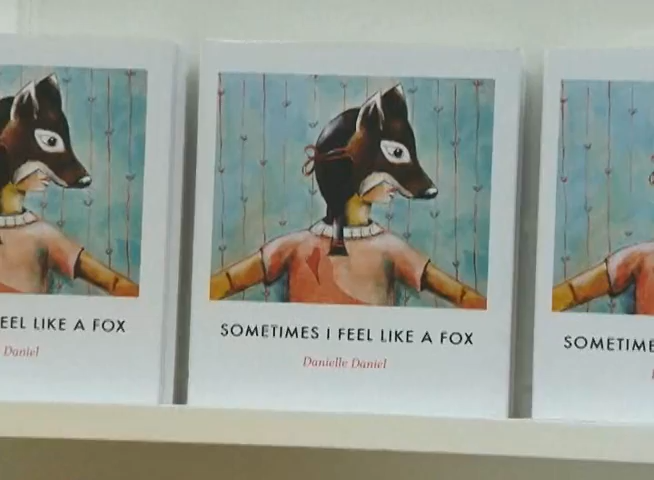 EEL LIKE A FOX
Daniel
SOMETIMES I FEEL LIKE A FOX
Danielle Daniel
SOMETIME